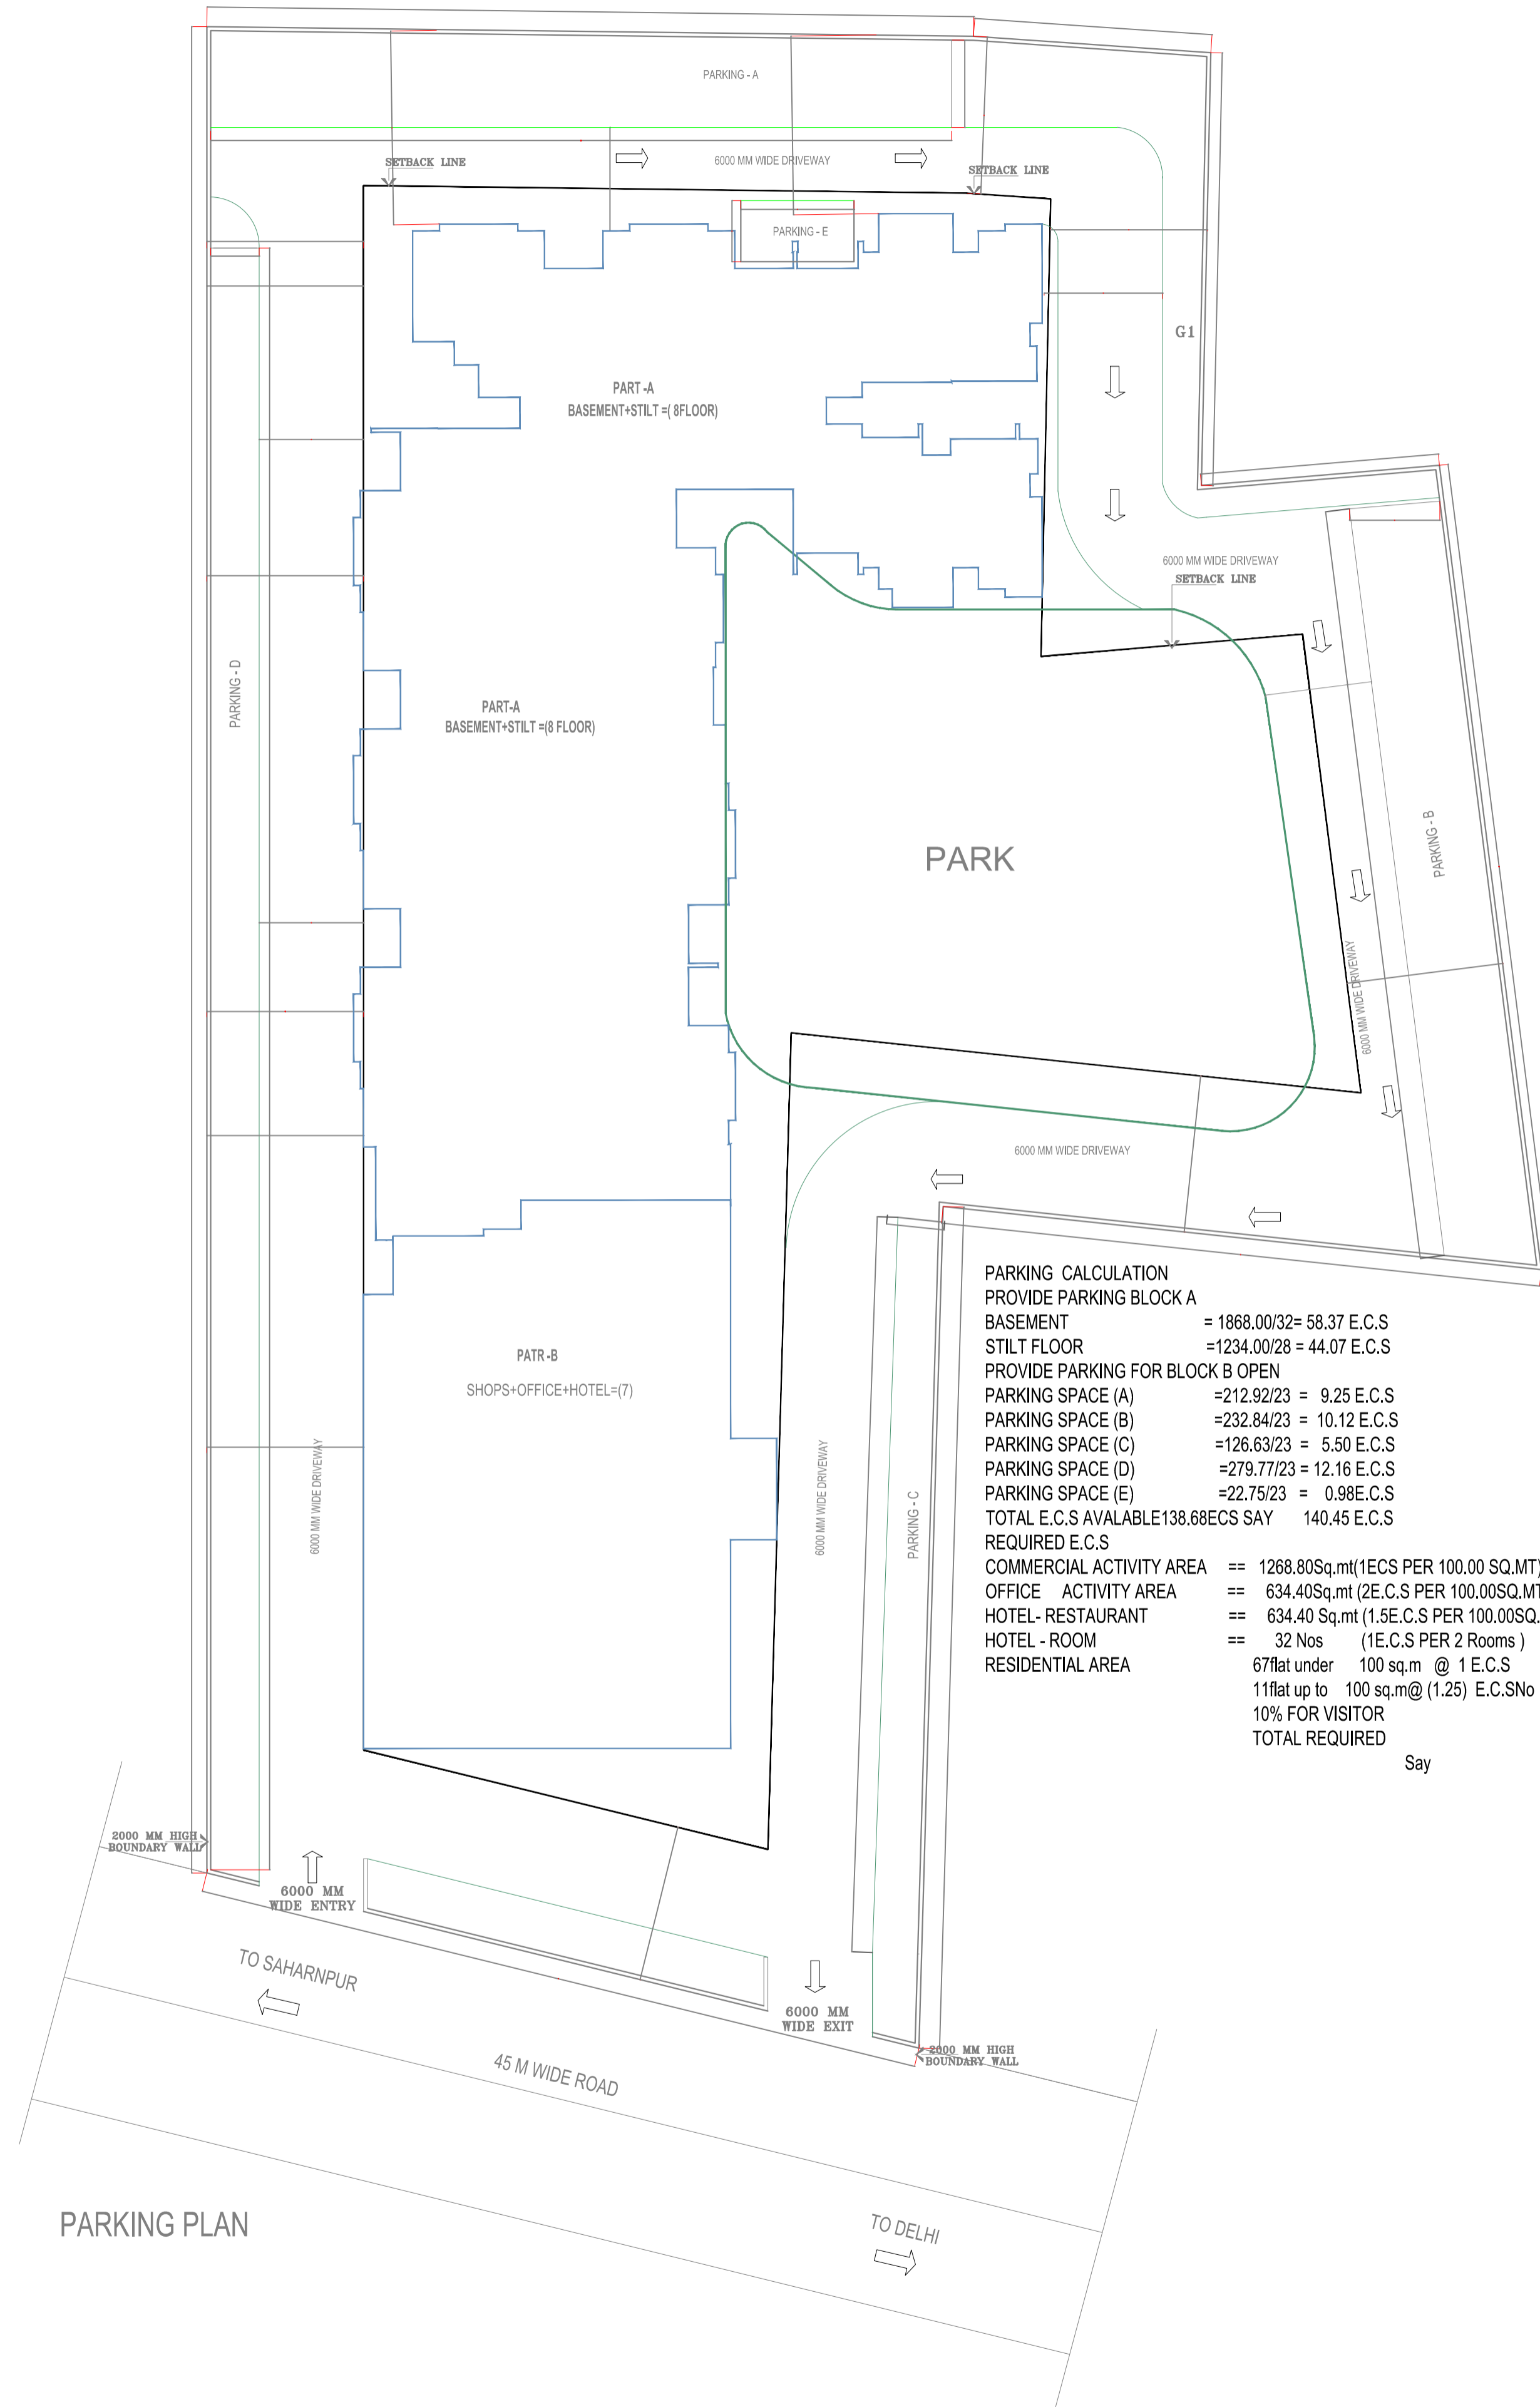 PARKING - A
SETBACK LINE
6000 MM WIDE DRIVEWAY
SETBACK LINE
PARKING - E
G1
PART -A
BASEMENT+STILT =( 8FLOOR)
6000 MM WIDE DRIVEWAY
SETBACK LINE
PARKING - D
PART-A
BASEMENT+STILT =(8 FLOOR)
PARK
PARKING - B
6000 MM WIDE DRIVEWAY
6000 MM WIDE DRIVEWAY
PATR -B
SHOPS+OFFICE+HOTEL=(7)
6000 MM WIDE DRIVEWAY
6000 MM WIDE DRIVEWAY
PARKING - C
PARKING CALCULATION
PROVIDE PARKING BLOCK A
BASEMENT = 1868.00/32= 58.37 E.C.S
STILT FLOOR =1234.00/28 = 44.07 E.C.S
PROVIDE PARKING FOR BLOCK B OPEN
PARKING SPACE (A) =212.92/23 = 9.25 E.C.S
PARKING SPACE (B) =232.84/23 = 10.12 E.C.S
PARKING SPACE (C) =126.63/23 = 5.50 E.C.S
PARKING SPACE (D) =279.77/23 = 12.16 E.C.S
PARKING SPACE (E) =22.75/23 = 0.98E.C.S
TOTAL E.C.S AVALABLE138.68ECS SAY 140.45 E.C.S
REQUIRED E.C.S
COMMERCIAL ACTIVITY AREA == 1268.80Sq.mt(1ECS PER 100.00 SQ.MT)
OFFICE ACTIVITY AREA == 634.40Sq.mt (2E.C.S PER 100.00SQ.MT
HOTEL- RESTAURANT == 634.40 Sq.mt (1.5E.C.S PER 100.00SQ.
HOTEL - ROOM == 32 Nos (1E.C.S PER 2 Rooms )
RESIDENTIAL AREA 67flat under 100 sq.m @ 1 E.C.S
11flat up to 100 sq.m@ (1.25) E.C.SNo
10% FOR VISITOR
TOTAL REQUIRED
Say
2000 MM HIGH
BOUNDARY WALL
6000 MM
WIDE ENTRY
TO SAHARNPUR
6000 MM
WIDE EXIT
2000 MM HIGH
BOUNDARY WALL
45 M WIDE ROAD
PARKING PLAN
TO DELHI